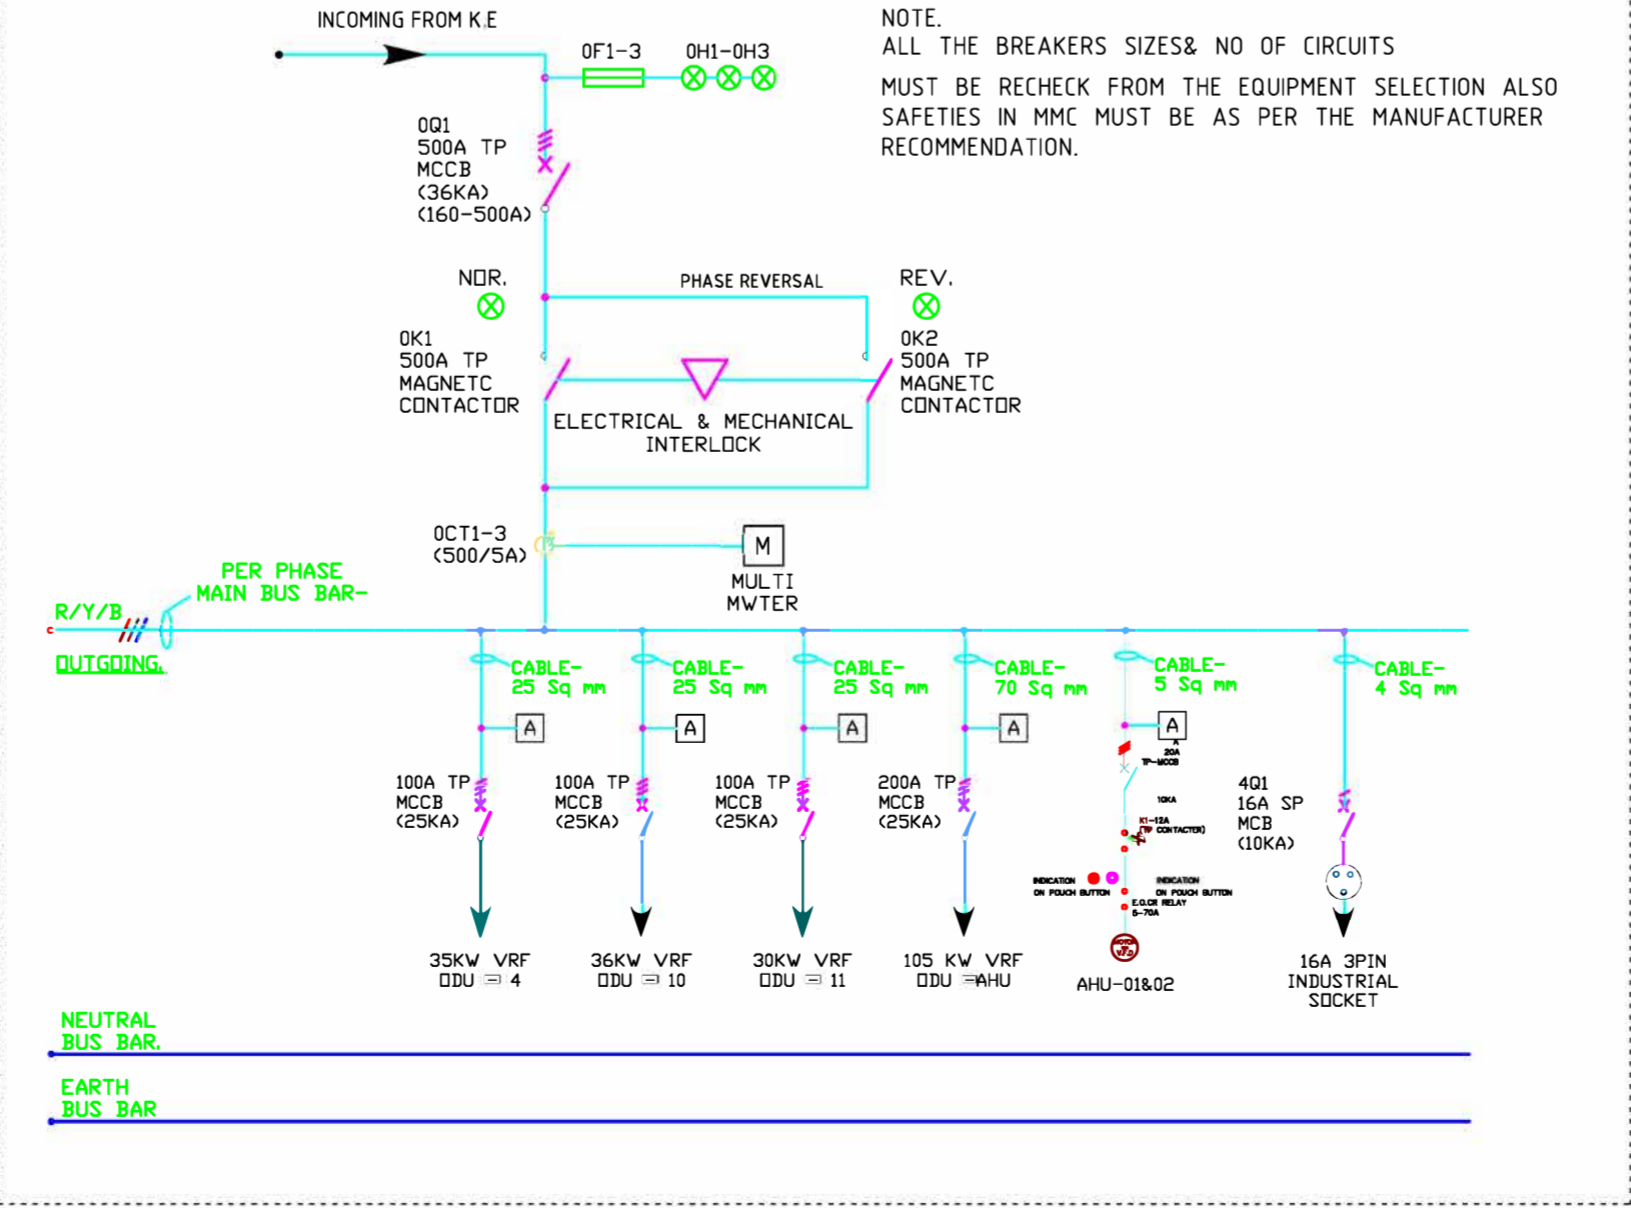 INCOMING FROM K.E
0F1-3
0H1-0H3
NOTE.
ALL THE BREAKERS SIZES& NO OF CIRCUITS
MUST BE RECHECK FROM THE EQUIPMENT SELECTION ALSO
SAFETIES IN MMC MUST BE AS PER THE MANUFACTURER
RECOMMENDATION.
0Q1
500A TP
MCCB
(36KA)
(160-500A)
NOR.
PHASE REVERSAL
REV.
0K1
500A TP
MAGNETC
CONTACTOR
0K2
500A TP
MAGNETC
CONTACTOR
ELECTRICAL & MECHANICAL
INTERLOCK
0CT1-3
(500/5A)
M
MULTI
MWTER
PER PHASE
MAIN BUS BAR-
R/Y/B
OUTGOING.
CABLE-
25 Sq mm
CABLE-
25 Sq mm
CABLE-
25 Sq mm
CABLE-
70 Sq mm
CABLE-
5 Sq mm
CABLE-
4 Sq mm
A
A
A
A
A
100A TP
MCCB
(25KA)
100A TP
MCCB
(25KA)
100A TP
MCCB
(25KA)
200A TP
MCCB
(25KA)
A
20A
TP-MCCB
10KA
K1-12A
(TP CONTACTER)
INDICATION
ON POUCH BUTTON
INDICATION
ON POUCH BUTTON
E.O.CR RELAY
5-70A
MOTOR
V.F.D
4Q1
16A SP
MCB
(10KA)
35KW VRF
ODU - 4
36KW VRF
ODU - 10
30KW VRF
ODU - 11
105 KW VRF
ODU -AHU
AHU-01&02
16A 3PIN
INDUSTRIAL
SOCKET
NEUTRAL
BUS BAR.
EARTH
BUS BAR